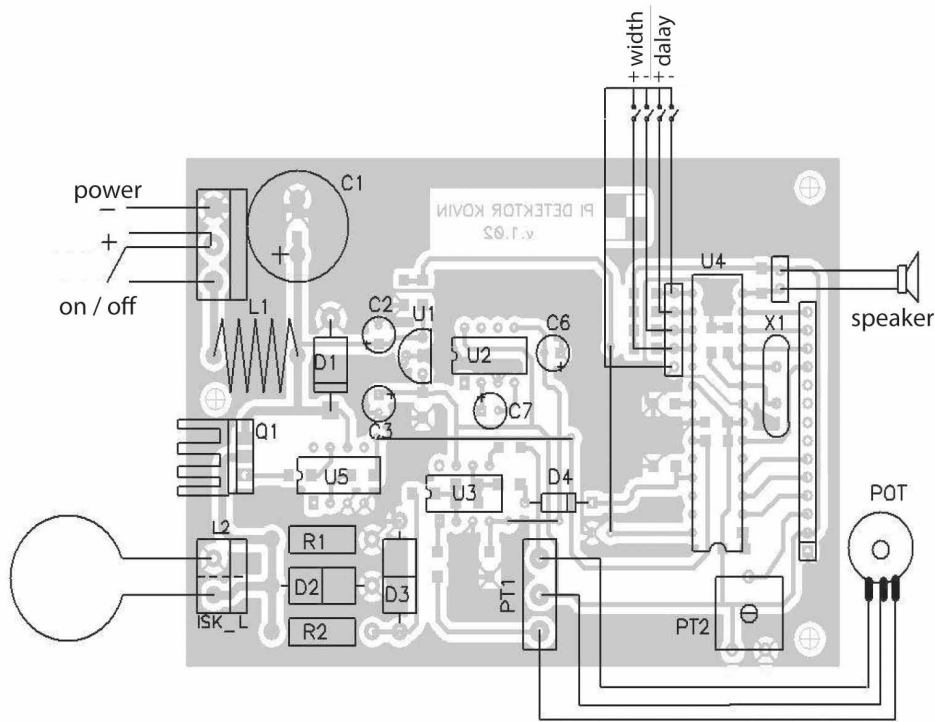 + width
-
+ dalay
-
power
-
+
on / off
C1
+
PI DETEKTOR KOVIN
v.1.02
U4
speaker
L1
C2
+
U1
D1
U2
C6
+
X1
C3
+
C7
+
Q1
U5
U3
D4
POT
L2
R1
D2
D3
R2
ISK_L
PT1
PT2